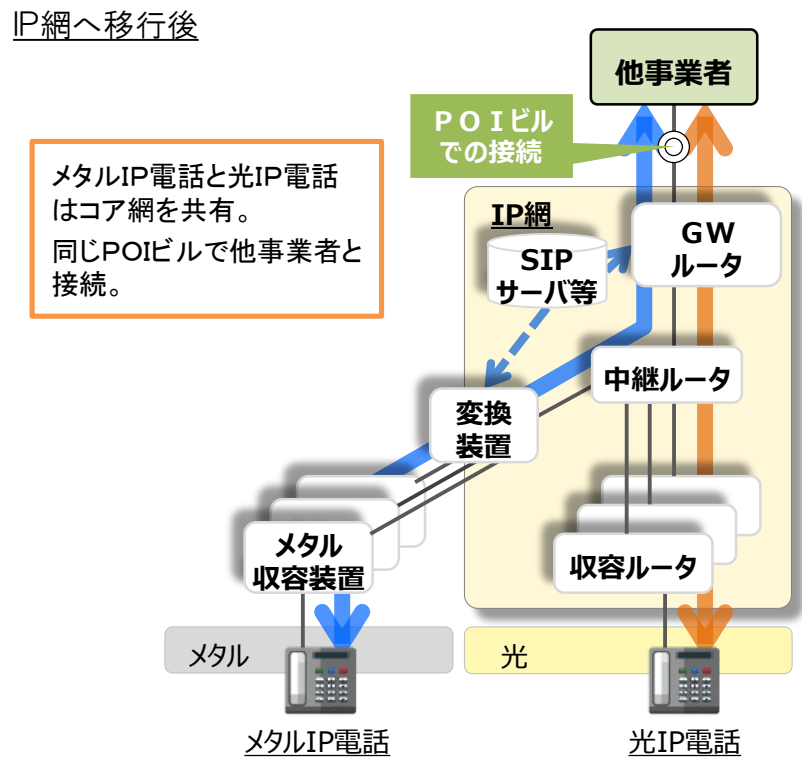 IP網へ移行後
他事業者
ＰＯＩビル
での接続
メタルIP電話と光IP電話
はコア網を共有。
同じPOIビルで他事業者と
接続。
IP網
GW
ルータ
SIP
サーバ等
中継ルータ
変換
装置
メタル
収容装置
収容ルータ
メタル
光
メタルIP電話
光IP電話